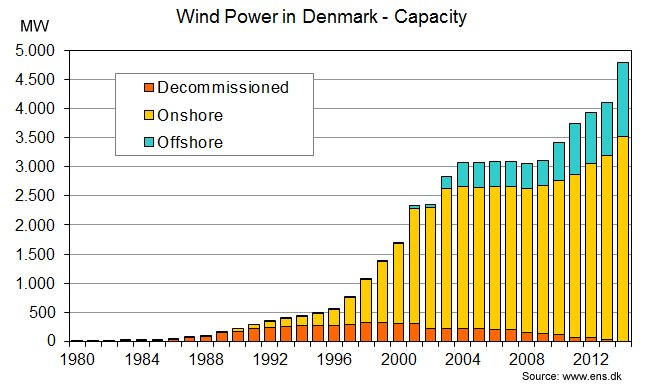 Wind Power in Denmark - Capacity
MW
5.000
4.500
4.000
3.500
3.000
2.500
2.000
1.500
1.000
500
0
Decommissioned
Onshore
Offshore
1980 1984 1988 1992 1996 2000 2004 2008 2012
Source: www.ens.dk